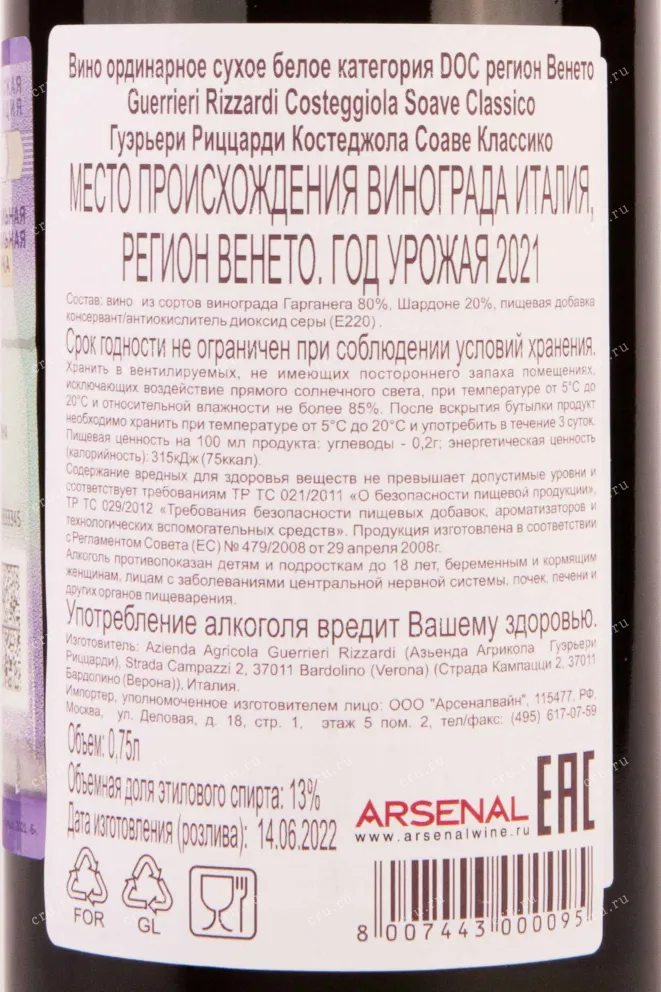 Вино ординарное сухое белое категория DOC регион Венето
Guerrieri Rizzardi Costeggiola Soave Classico
Гуэрьери Риццарди Костеджола Соаве Классико
МЕСТО ПРОИСХОЖДЕНИЯ ВИНОГРАДА ИТАЛИЯ,
РЕГИОН ВЕНЕТО. ГОД УРОЖАЯ 2021
Состав: вино из сортов винограда Гарганега 80%, Шардоне 20%, пищевая добавка
консервант/антиокислитель диоксид серы (Е220) .
Срок годности не ограничен при соблюдении условий хранения.
Хранить в вентилируемых, не имеющих постороннего запаха помещениях,
исключающих воздействие прямого солнечного света, при температуре от 5°С до
20°С и относительной влажности не более 85%. После вскрытия бутылки продукт
необходимо хранить при температуре от 5°С до 20°С и употребить в течение 3 суток.
Пищевая ценность на 100 мл продукта: углеводы - 0,2г; энергетическая ценность
(калорийность): 315кДж (75ккал).
Содержание вредных для здоровья веществ не превышает допустимые уровни и
соответствует требованиям ТР ТС 021/2011 «О безопасности пищевой продукции»,
ТР ТС 029/2012 «Требования безопасности пищевых добавок, ароматизаторов и
технологических вспомогательных средств». Продукция изготовлена в соответствии
с Регламентом Совета (ЕС) № 479/2008 от 29 апреля 2008г.
Алкоголь противопоказан детям и подросткам до 18 лет, беременным и кормящим
женщинам, лицам с заболеваниями центральной нервной системы, почек, печени и
других органов пищеварения.
Употребление алкоголя вредит Вашему здоровью.
Изготовитель: Azienda Agricola Guerrieri Rizzardi (Азьенда Агрикола Гуэрьери
Риццарди), Strada Campazzi 2, 37011 Bardolino (Verona) (Страда Кампацци 2, 37011
Бардолино (Верона)), Италия.
Импортер, уполномоченное изготовителем лицо: ООО "Арсеналвайн", 115477, РФ,
Москва, ул. Деловая, д. 18, стр. 1, этаж 5 пом. 2, тел/факс: (495) 617-07-59
Объем: 0,75л
Объемная доля этилового спирта: 13%
Дата изготовления (розлива): 14.06.2022
ARSENAL
www.arsenalwine.ru
EAC
FOR
GL
8 007443 000095